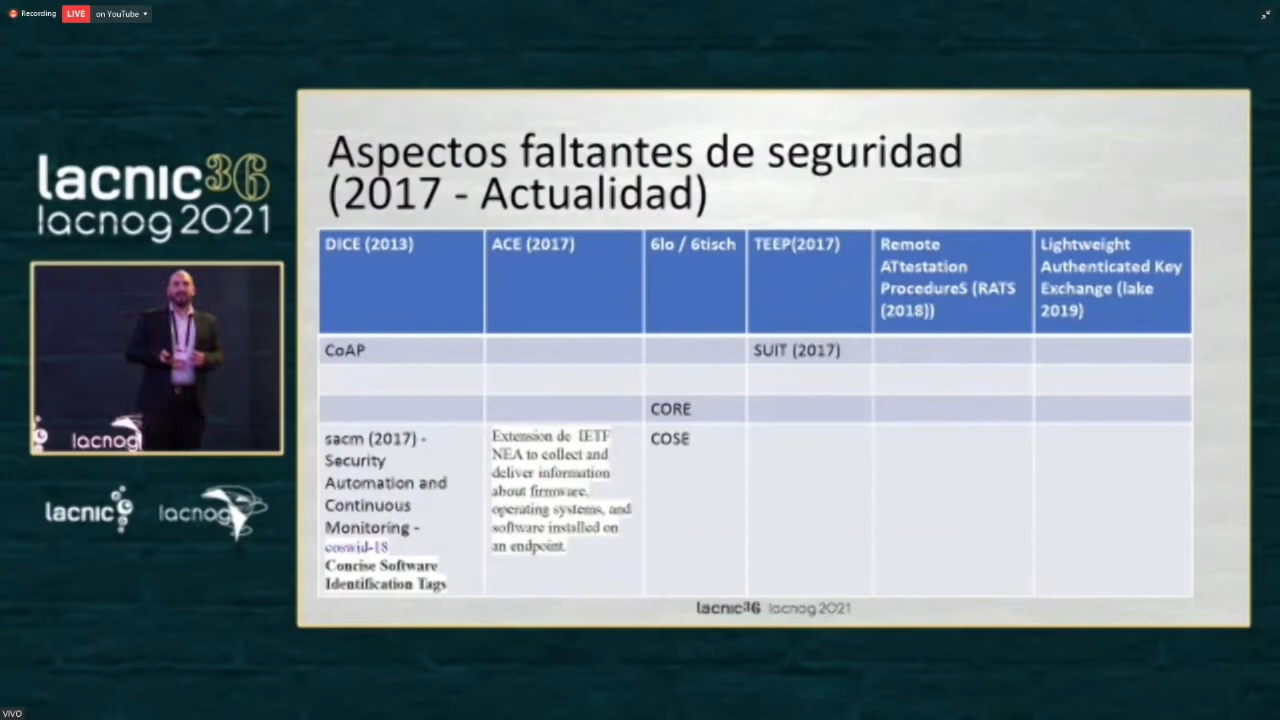 Recording
LIVE
on YouTube
lacnic36
lacnog 2021
lacnog
lacnic
lacnog
Aspectos faltantes de seguridad
(2017 - Actualidad)
DICE (2013)
ACE (2017)
6lo / 6tisch
TEEP(2017)
Remote
ATtestation
ProcedureS (RATS
(2018))
Lightweight
Authenticated Key
Exchange (lake
2019)
CoAP
SUIT (2017)
CORE
sacm (2017) -
Security
Automation and
Continuous
Monitoring -
coswid-18
Concise Software
Identification Tags
Extension de IETF
NEA to collect and
deliver information
about firmware,
operating systems, and
software installed on
an endpoint.
COSE
lacnic36 lacnog 2021
VIVO